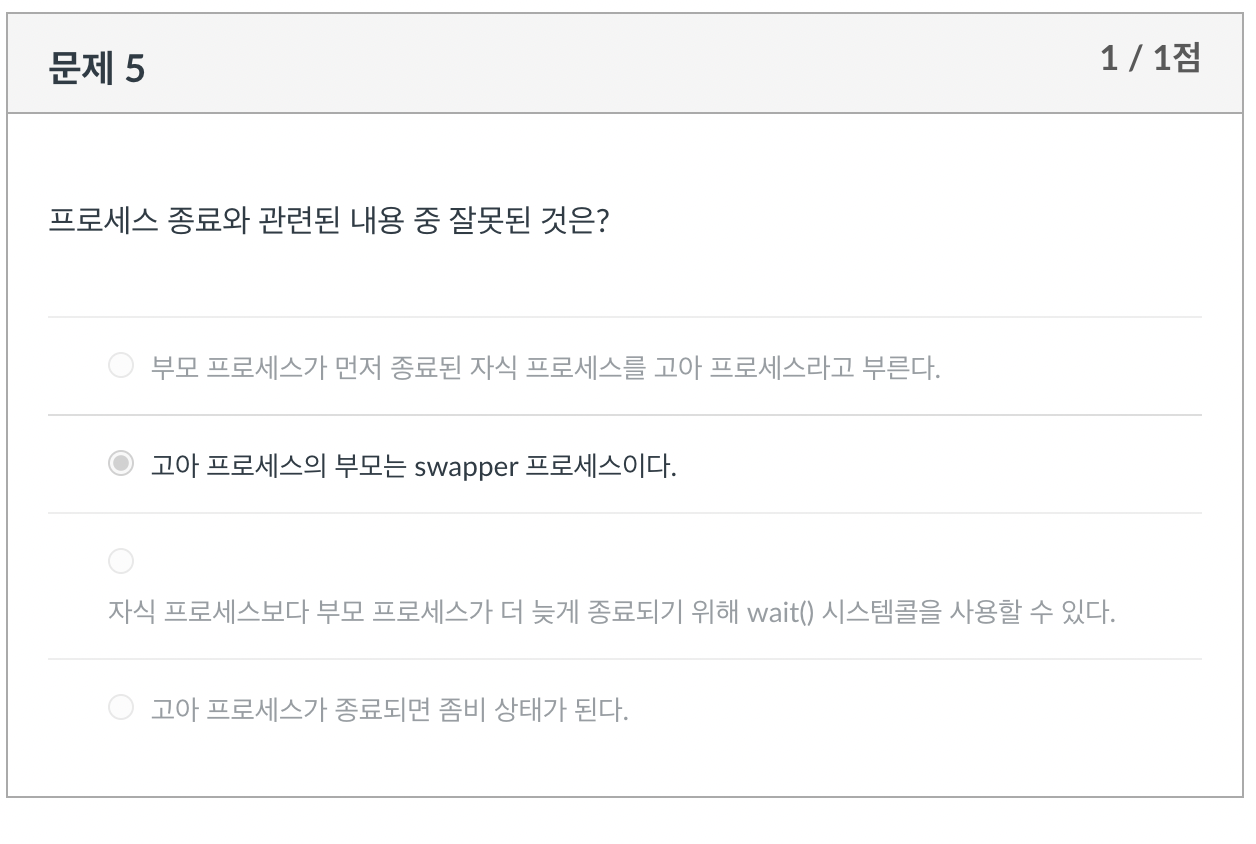 문제 5
1 / 1점
프로세스 종료와 관련된 내용 중 잘못된 것은?
부모 프로세스가 먼저 종료된 자식 프로세스를 고아 프로세스라고 부른다.
고아 프로세스의 부모는 swapper 프로세스이다.
자식 프로세스보다 부모 프로세스가 더 늦게 종료되기 위해 wait() 시스템콜을 사용할 수 있다.
고아 프로세스가 종료되면 좀비 상태가 된다.